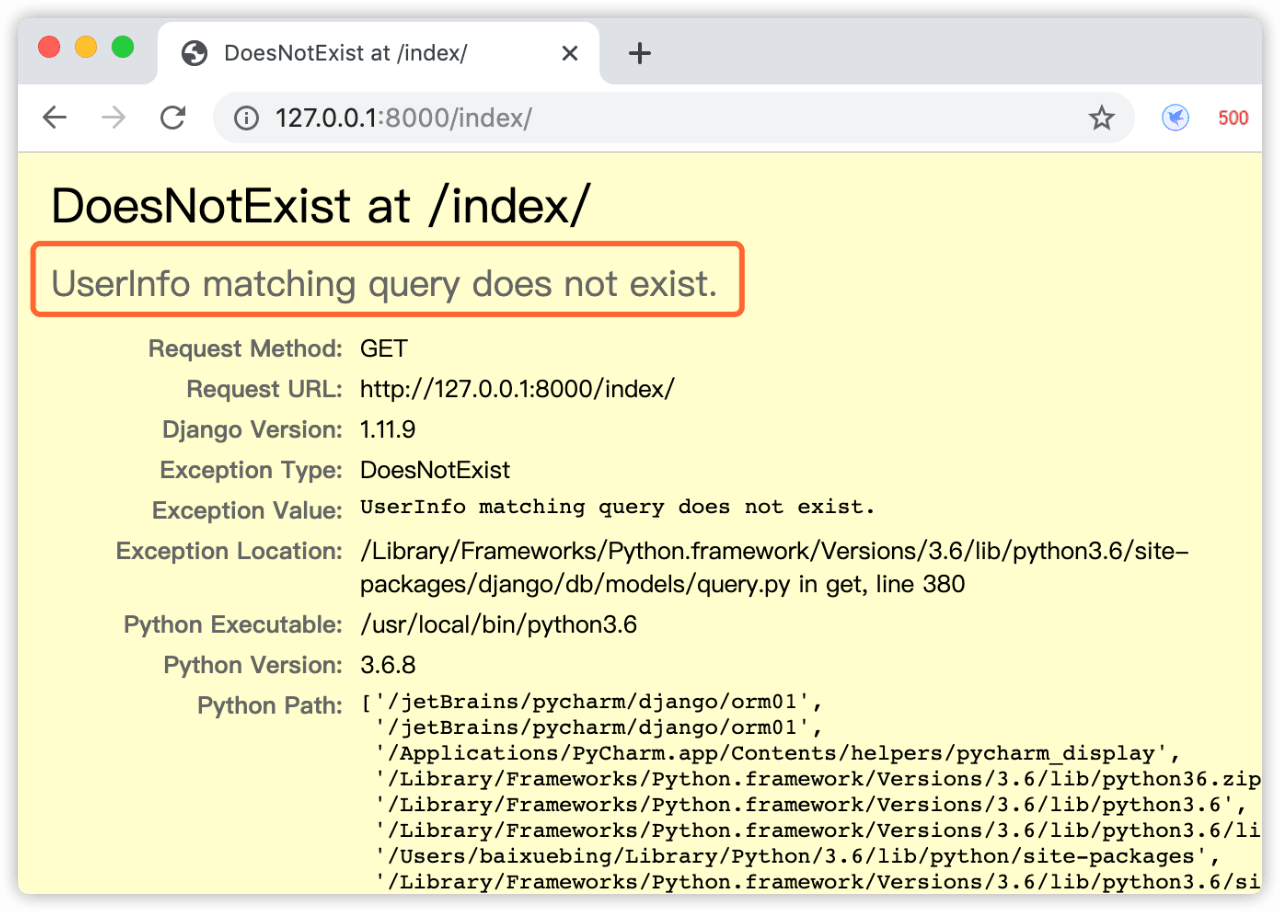 DoesNotExist at /index/
127.0.0.1:8000/index/
500
DoesNotExist at /index/
UserInfo matching query does not exist.
Request Method: GET
Request URL: http://127.0.0.1:8000/index/
Django Version: 1.11.9
Exception Type: DoesNotExist
Exception Value: UserInfo matching query does not exist.
Exception Location: /Library/Frameworks/Python.framework/Versions/3.6/lib/python3.6/site-
packages/django/db/models/query.py in get, line 380
Python Executable: /usr/local/bin/python3.6
Python Version: 3.6.8
Python Path: ['/jetBrains/pycharm/django/orm01',
'/jetBrains/pycharm/django/orm01',
'/Applications/PyCharm.app/Contents/helpers/pycharm_display',
'/Library/Frameworks/Python.framework/Versions/3.6/lib/python36.zip
'/Library/Frameworks/Python.framework/Versions/3.6/lib/python3.6',
'/Library/Frameworks/Python.framework/Versions/3.6/lib/python3.6/li
'/Users/baixuebing/Library/Python/3.6/lib/python/site-packages',
'/Library/Frameworks/Python.framework/Versions/3.6/lib/python3.6/si